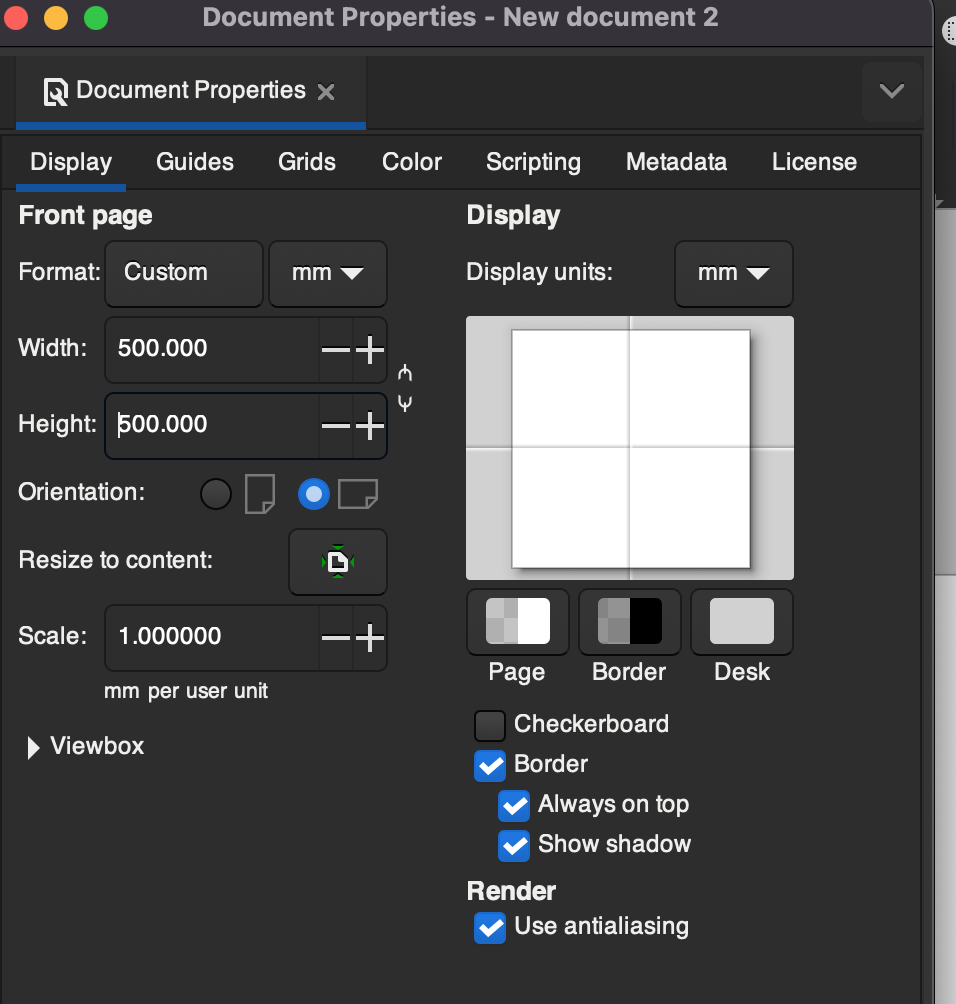 Document Properties - New document 2
Document Properties
Display Guides Grids Color Scripting Metadata License
Front page
Format: Custom mm
Width: 500.000
Height: 500.000
Orientation:
Resize to content:
Scale: 1.000000
mm per user unit
Viewbox
Display
Display units: mm
Page Border Desk
Checkerboard
Border
Always on top
Show shadow
Render
Use antialiasing